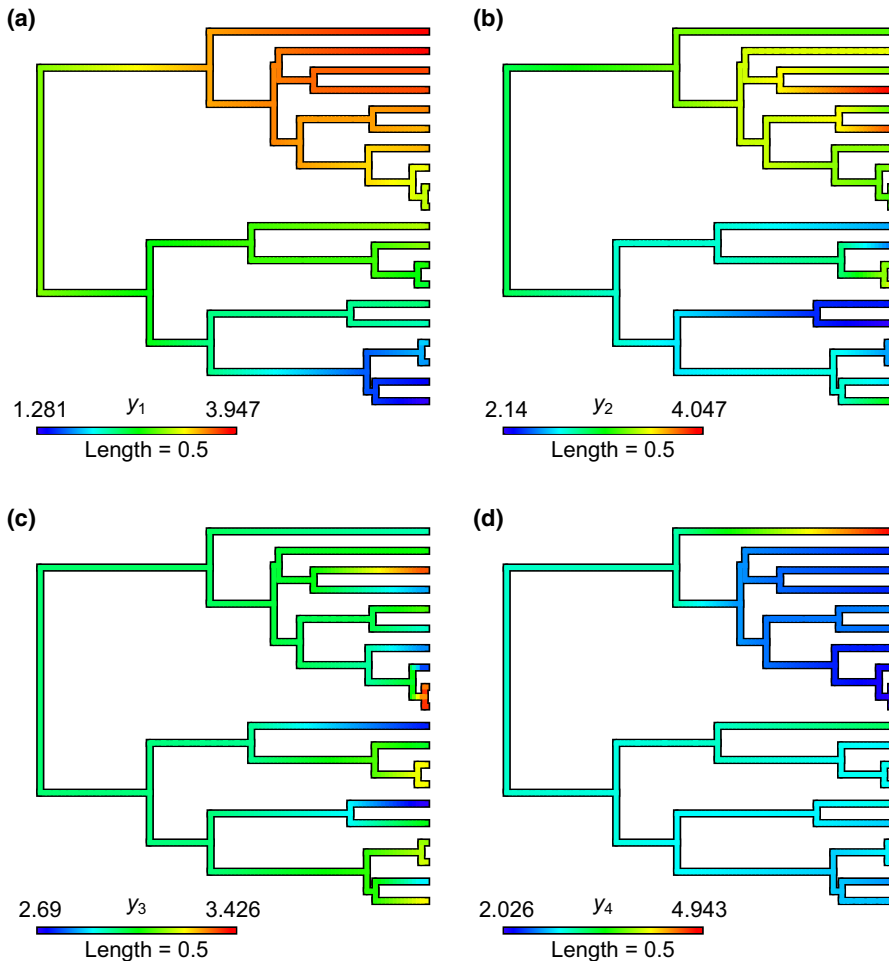 (a)
(b)
1.281 y1 3.947
Length = 0.5
2.14 y2 4.047
Length = 0.5
(c)
(d)
2.69 y3 3.426
Length = 0.5
2.026 y4 4.943
Length = 0.5